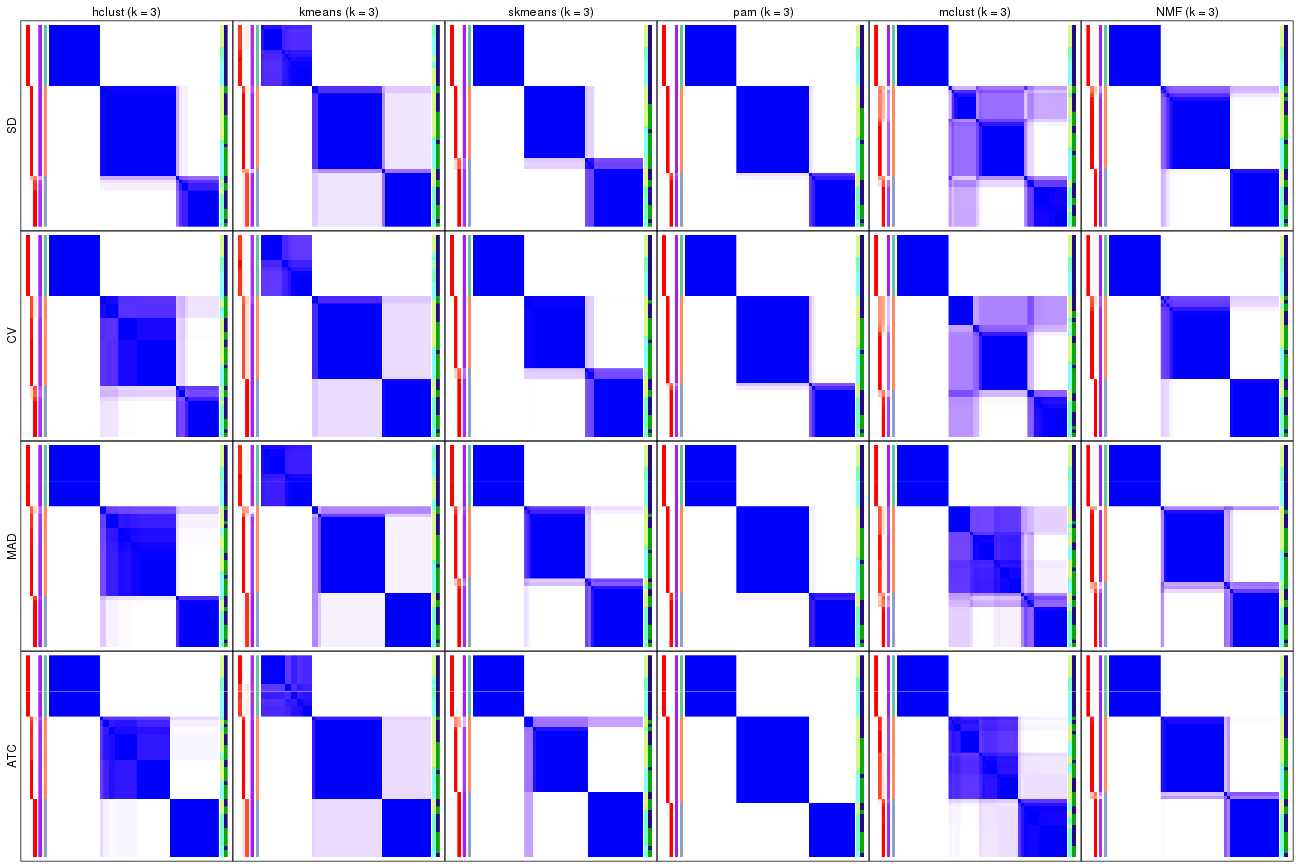 hclust (k = 3) kmeans (k = 3) skmeans (k = 3) pam (k = 3) mclust (k = 3) NMF (k = 3)
SD
CV
MAD
ATC